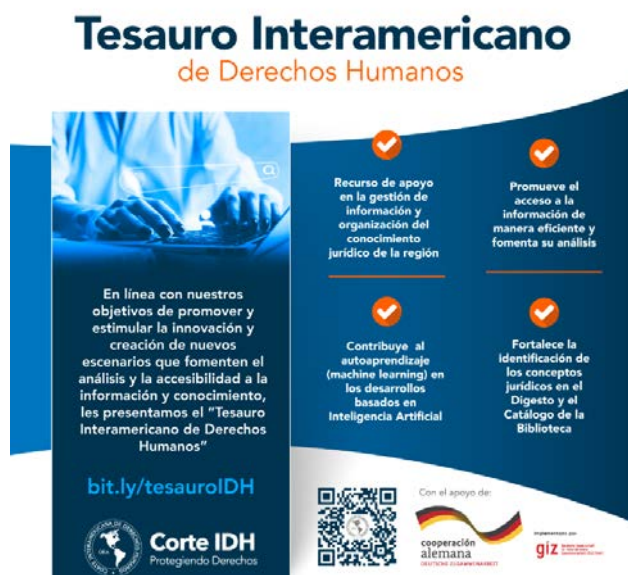 Tesauro Interamericano
de Derechos Humanos
En línea con nuestros
objetivos de promover y
estimular la innovación y
creación de nuevos
escenarios que fomenten el
análisis y la accesibilidad a la
información y conocimiento,
les presentamos el "Tesauro
Interamericano de Derechos
Humanos"
bit.ly/tesauroIDH
Corte IDH
Protegiendo Derechos
Recurso de apoyo
en la gestión de
información y
organización del
conocimiento
jurídico de la región
Promueve el
acceso a la
información de
manera eficiente y
fomenta su análisis
Contribuye al
autoaprendizaje
(machine learning) en
los desarrollos
basados en
Inteligencia Artificial
Fortalece la
identificación de
los conceptos
jurídicos en el
Digesto y el
Catálogo de la
Biblioteca
Con el apoyo de:
cooperación
alemana
DEUTSCHE ZUSAMMENARBEIT
giz